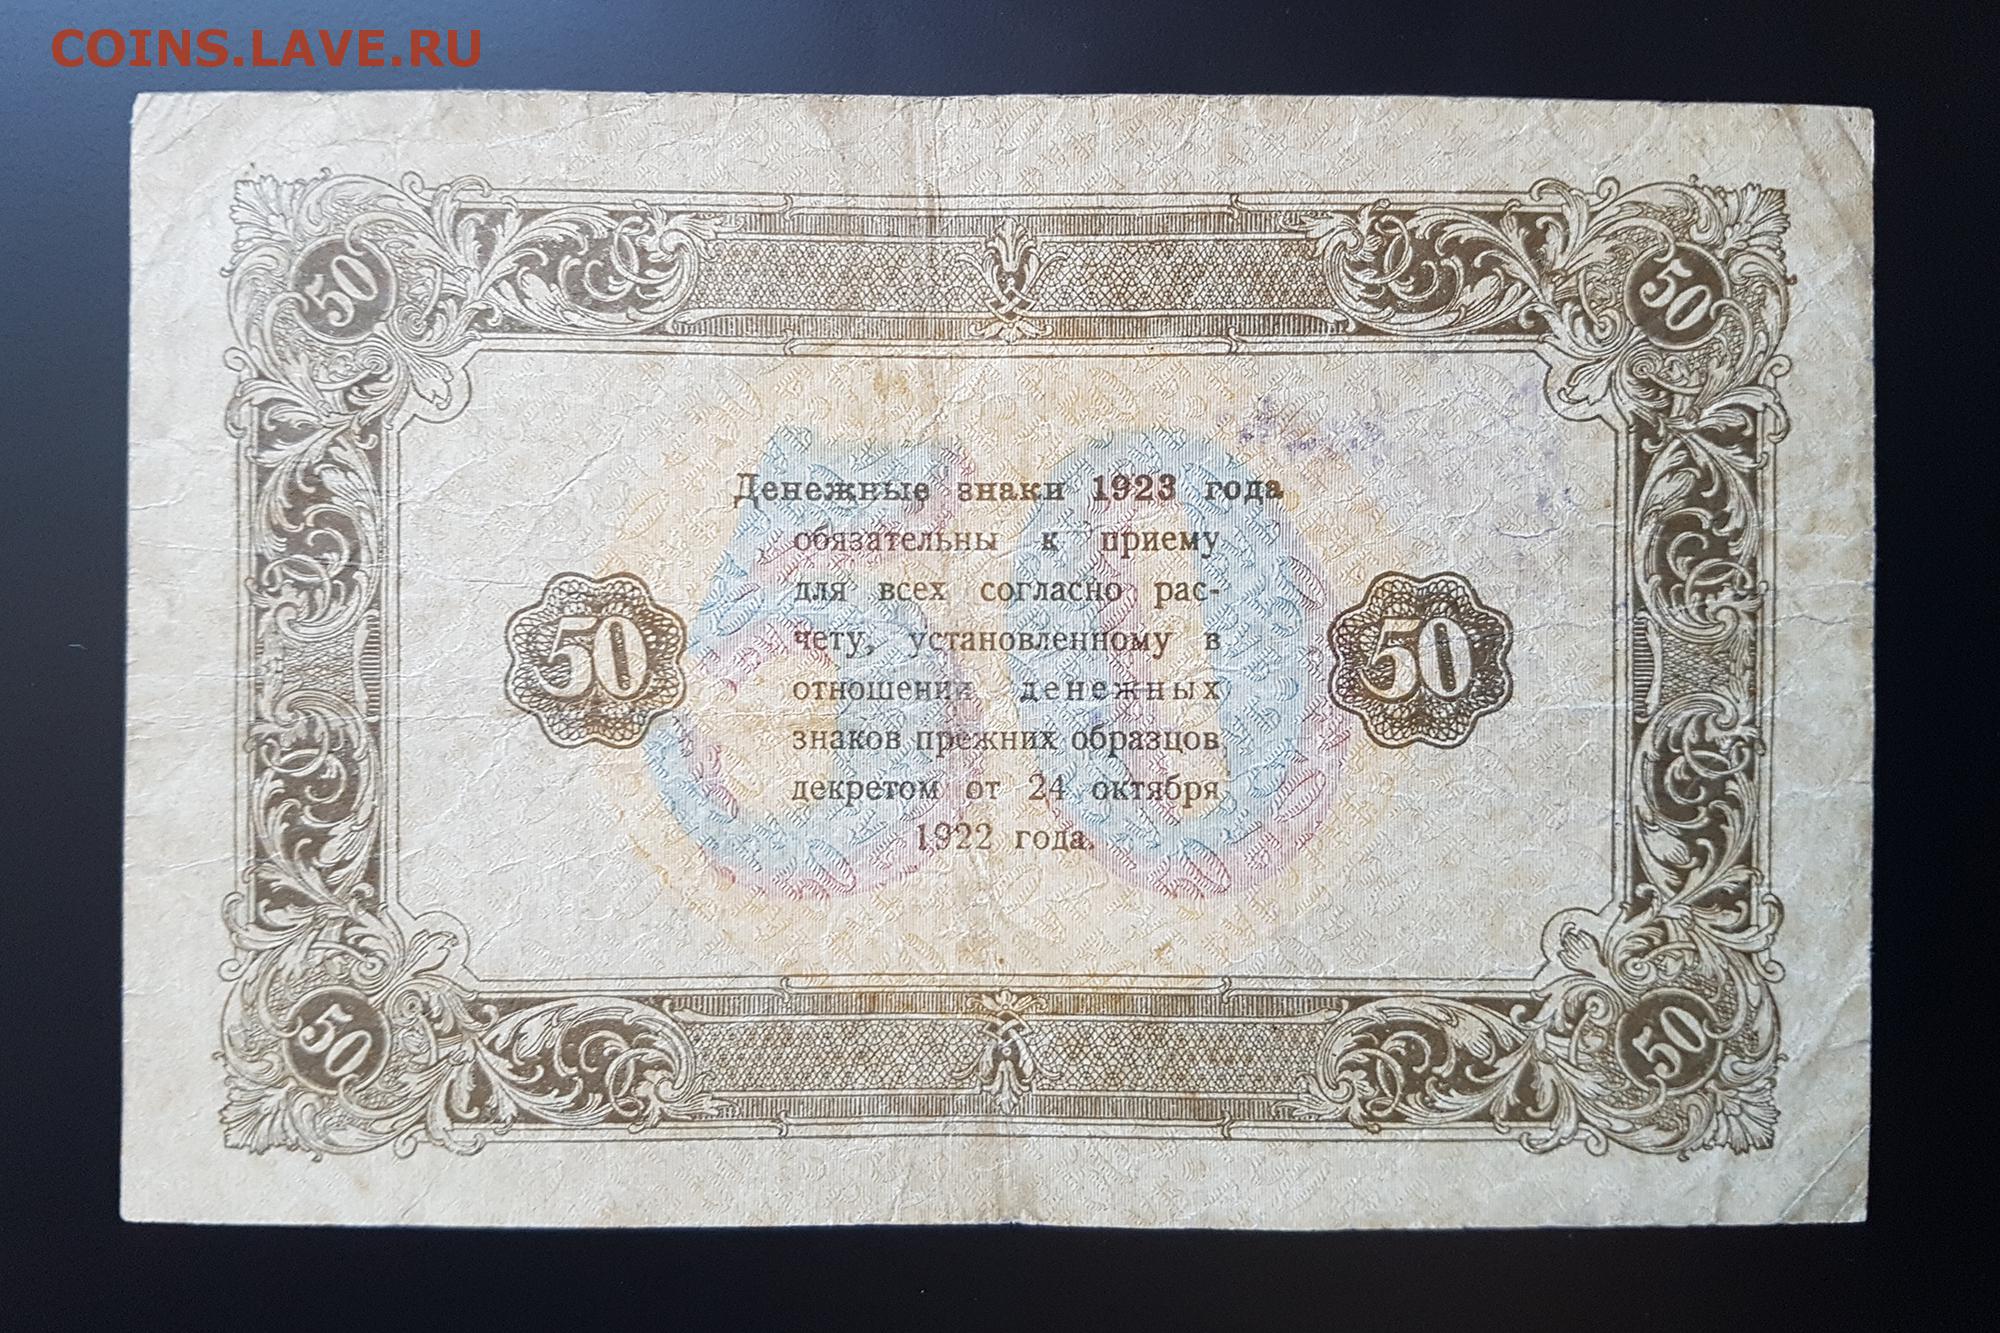 COINS.LAVE.RU
50 50
Денежные знаки 1923 года
обязательны к приему
для всех согласно рас-
чету, установленному в
50 50
отношении денежных
знаков прежних образцов
декретом от 24 октября
1922 года.
50 50